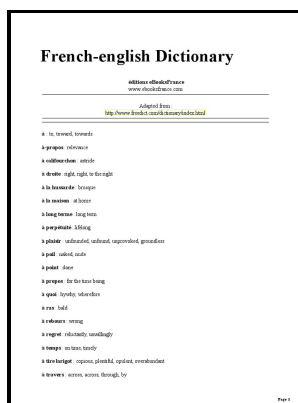 French-english Dictionary
éditions eBooksFrance
www.ebooksfrance.com
Adapted from :
http://www.freedict.com/dictionary/index.html
à : to, toward, towards
à-propos : relevance
à califourchon : astride
à droite : right, right, to the right
à la hussarde : brusque
à la maison : at home
à long terme : long term
à perpétuité : lifelong
à plaisir : unfounded, unfound, unprovoked, groundless
à poil : naked, nude
à point : done
à propos : for the time being
à quoi : hywhy, wherefore
à ras : bald
à rebours : wrong
à regret : reluctantly, unwillingly
à temps : on time, timely
à tire larigot : copious, plentiful, opulent, overabundant
à travers : across, across, through, by
Page 1